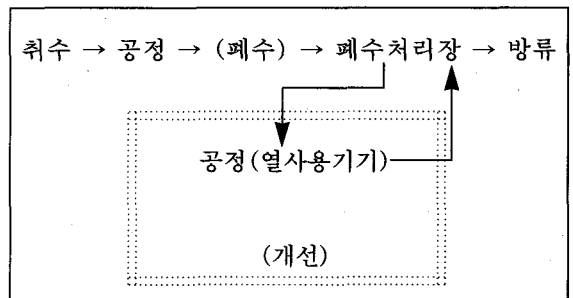 취수 → 공정 → (폐수) → 폐수처리장 → 방류
공정(열사용기기)
(개선)